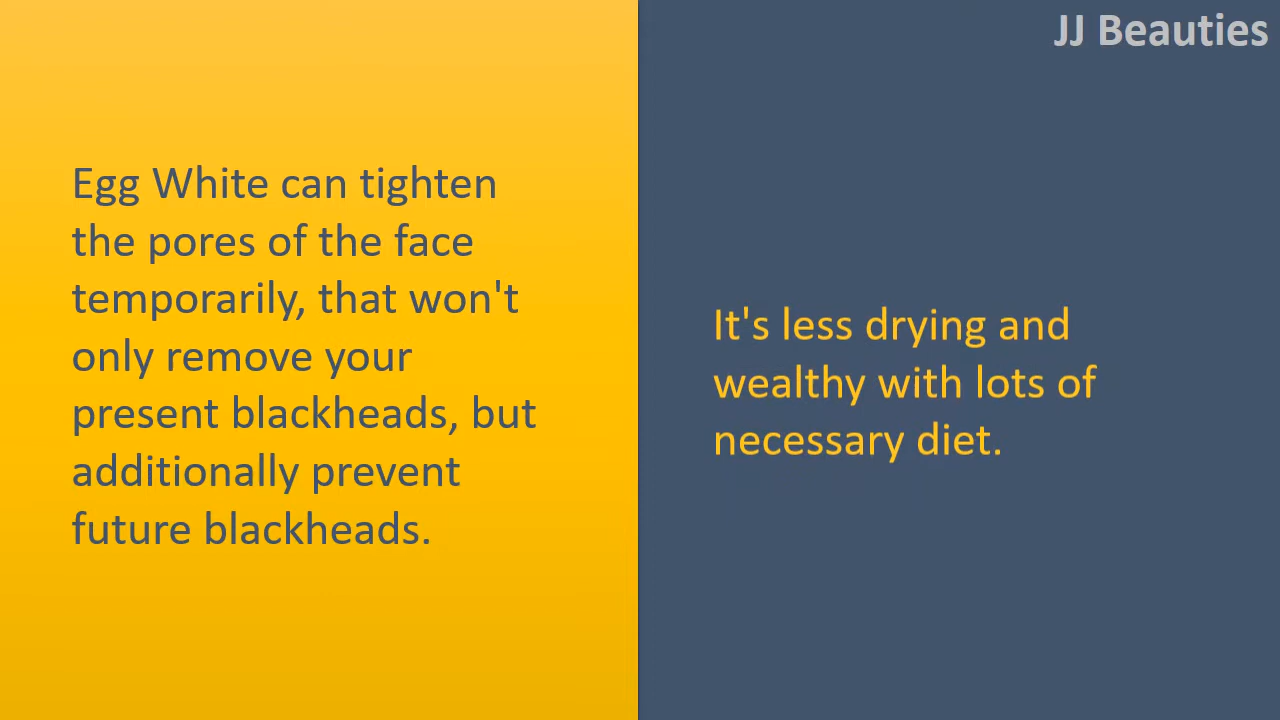 JJ Beauties
Egg White can tighten
the pores of the face
temporarily, that won't
only remove your
present blackheads, but
additionally prevent
future blackheads.
It's less drying and
wealthy with lots of
necessary diet.